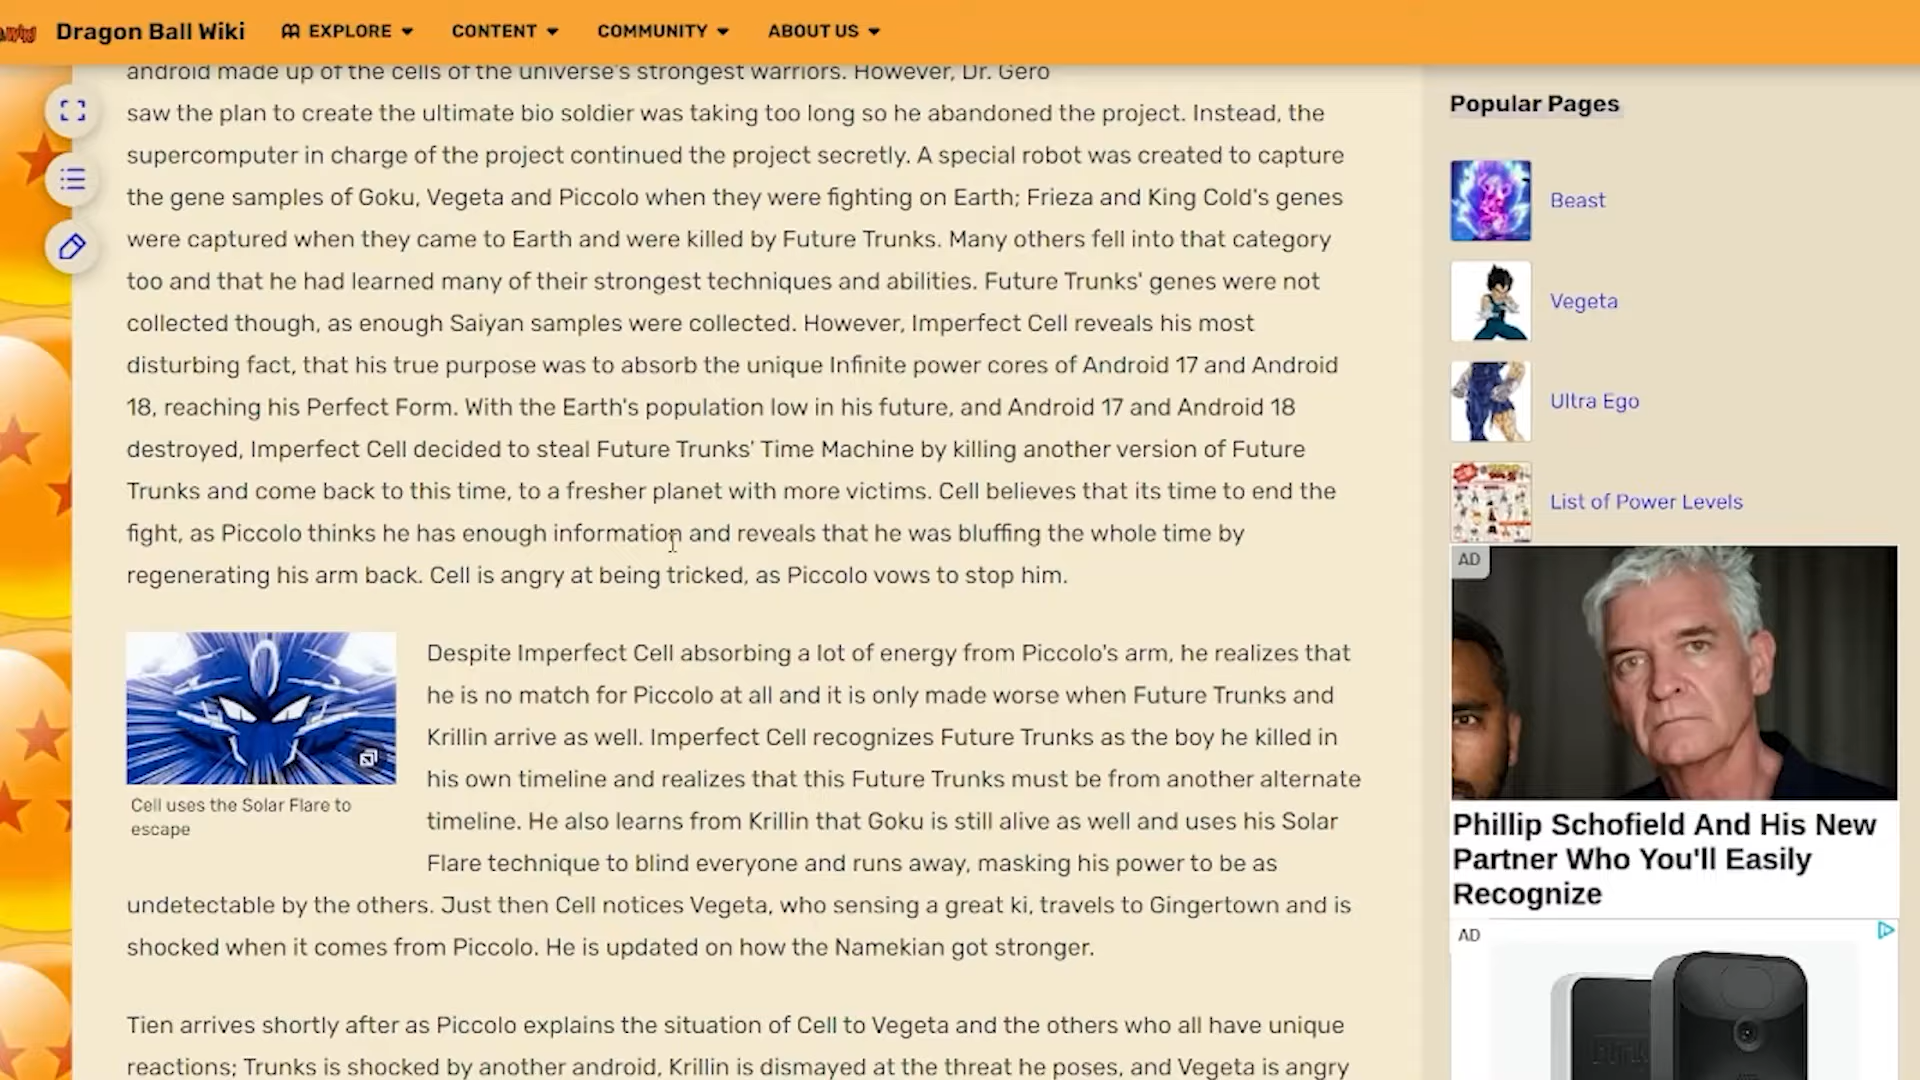 Dragon Ball Wiki
EXPLORE
CONTENT
COMMUNITY
ABOUT US
android made up of the cells of the universe's strongest warriors. However, Dr. Gero
saw the plan to create the ultimate bio soldier was taking too long so he abandoned the project. Instead, the
supercomputer in charge of the project continued the project secretly. A special robot was created to capture
the gene samples of Goku, Vegeta and Piccolo when they were fighting on Earth; Frieza and King Cold's genes
were captured when they came to Earth and were killed by Future Trunks. Many others fell into that category
too and that he had learned many of their strongest techniques and abilities. Future Trunks' genes were not
collected though, as enough Saiyan samples were collected. However, Imperfect Cell reveals his most
disturbing fact, that his true purpose was to absorb the unique Infinite power cores of Android 17 and Android
18, reaching his Perfect Form. With the Earth's population low in his future, and Android 17 and Android 18
destroyed, Imperfect Cell decided to steal Future Trunks' Time Machine by killing another version of Future
Trunks and come back to this time, to a fresher planet with more victims. Cell believes that its time to end the
fight, as Piccolo thinks he has enough information and reveals that he was bluffing the whole time by
regenerating his arm back. Cell is angry at being tricked, as Piccolo vows to stop him.
Cell uses the Solar Flare to
escape
Despite Imperfect Cell absorbing a lot of energy from Piccolo's arm, he realizes that
he is no match for Piccolo at all and it is only made worse when Future Trunks and
Krillin arrive as well. Imperfect Cell recognizes Future Trunks as the boy he killed in
his own timeline and realizes that this Future Trunks must be from another alternate
timeline. He also learns from Krillin that Goku is still alive as well and uses his Solar
Flare technique to blind everyone and runs away, masking his power to be as
undetectable by the others. Just then Cell notices Vegeta, who sensing a great ki, travels to Gingertown and is
shocked when it comes from Piccolo. He is updated on how the Namekian got stronger.
Tien arrives shortly after as Piccolo explains the situation of Cell to Vegeta and the others who all have unique
reactions; Trunks is shocked by another android, Krillin is dismayed at the threat he poses, and Vegeta is angry
Popular Pages
Beast
Vegeta
Ultra Ego
List of Power Levels
AD
Phillip Schofield And His New
Partner Who You'll Easily
Recognize
AD